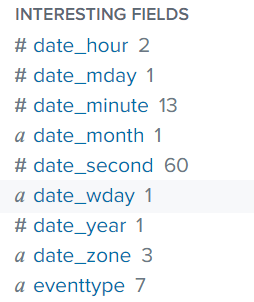 INTERESTING FIELDS
# date_hour 2
# date_mday 1
# date_minute 13
a date_month 1
# date_second 60
a date_wday 1
# date_year 1
a date_zone 3
a eventtype 7